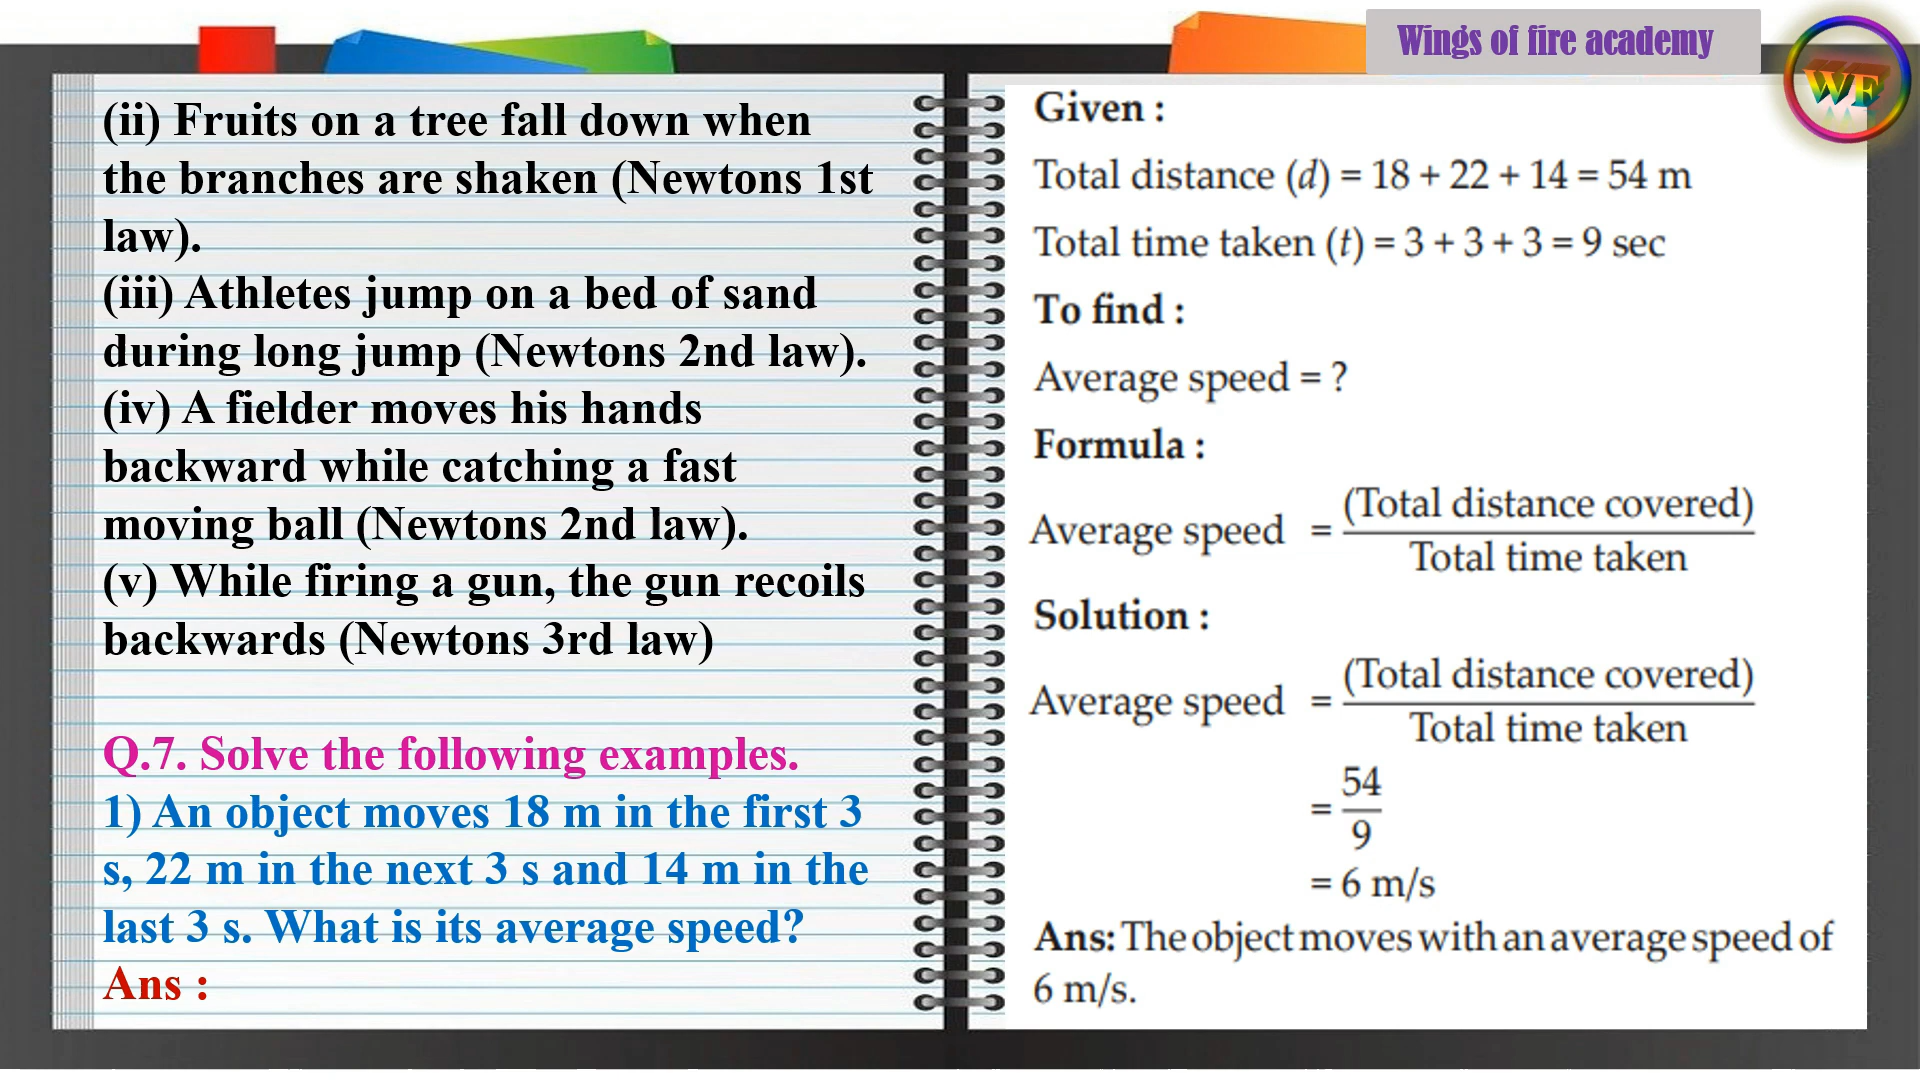 Wings of fire academy
WF
(ii) Fruits on a tree fall down when
the branches are shaken (Newtons 1st
law).
(iii) Athletes jump on a bed of sand
during long jump (Newtons 2nd law).
(iv) A fielder moves his hands
backward while catching a fast
moving ball (Newtons 2nd law).
(v) While firing a gun, the gun recoils
backwards (Newtons 3rd law)
Q.7. Solve the following examples.
1) An object moves 18 m in the first 3
s, 22 m in the next 3 s and 14 m in the
last 3 s. What is its average speed?
Ans :
Given :
Total distance (d) = 18 + 22 + 14 = 54 m
Total time taken (t) = 3 + 3 + 3 = 9 sec
To find :
Average speed = ?
Formula :
Average speed = (Total distance covered)
Total time taken
Solution :
Average speed = (Total distance covered)
Total time taken
= 54
9
= 6 m/s
Ans: The object moves with an average speed of
6 m/s.